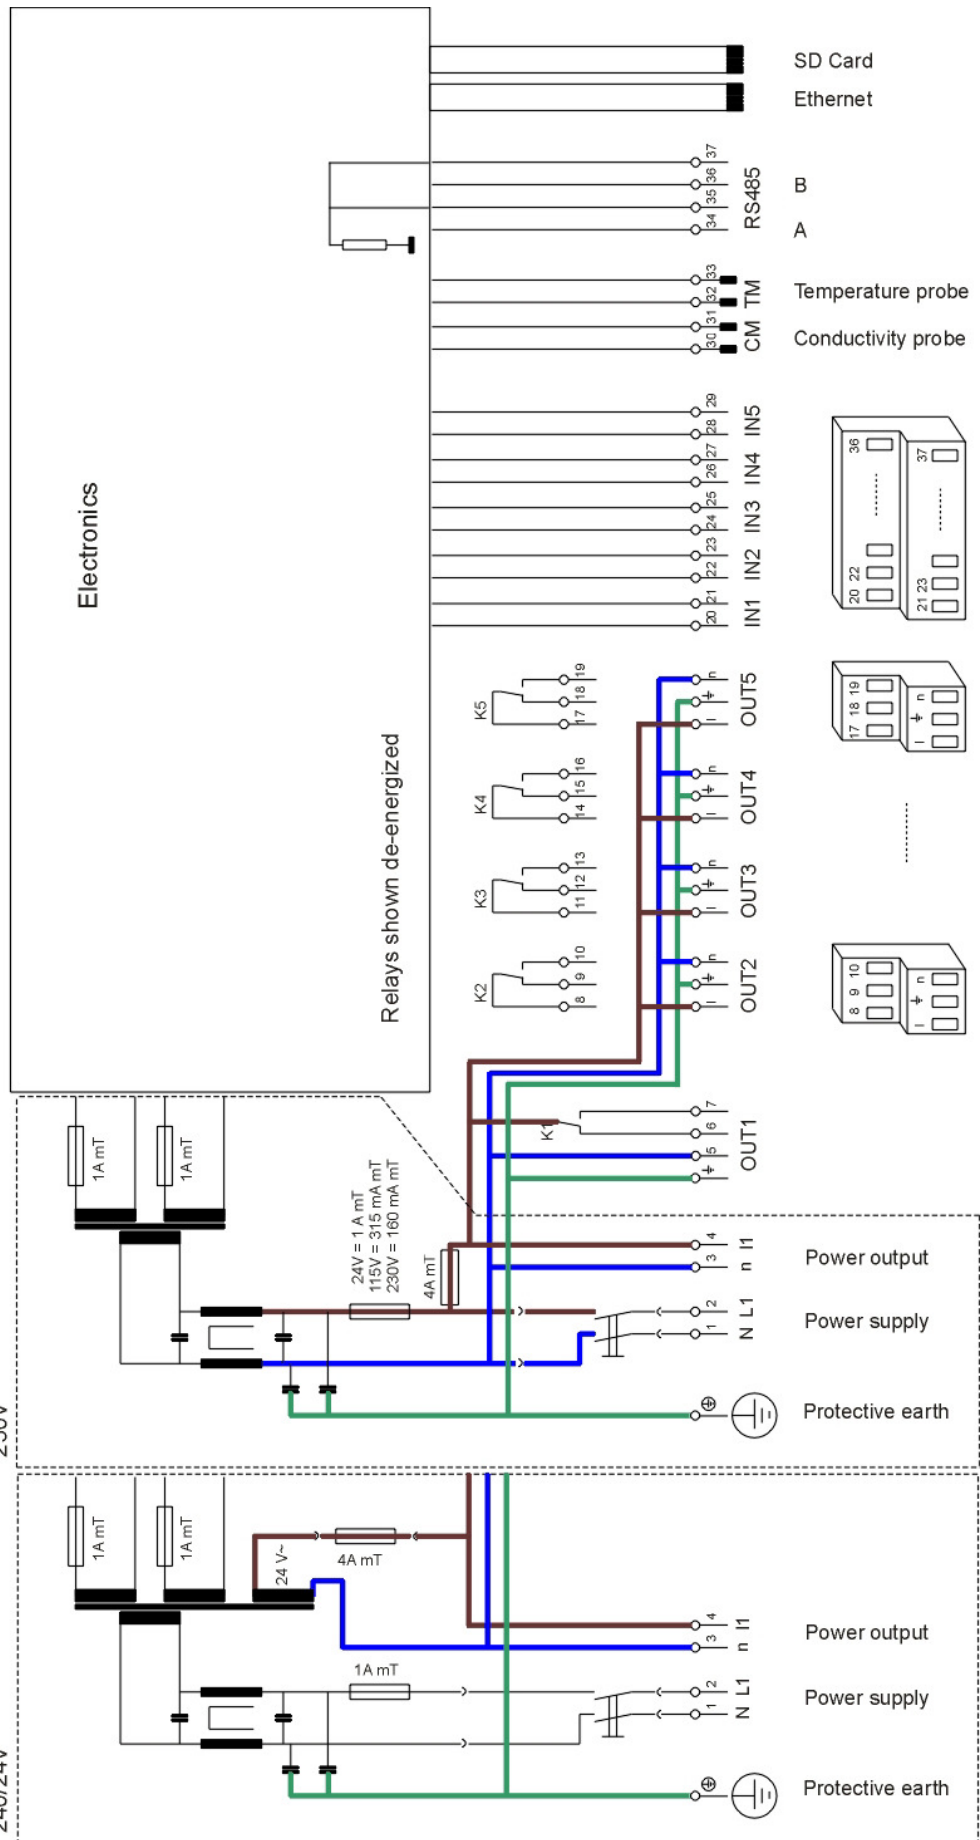 SD Card
Ethernet
37
36
35
34
RS485
B
A
33
32
TM
Temperature probe
31
30
CM
Conductivity probe
29
28
IN5
27
26
IN4
25
24
IN3
23
22
IN2
21
20
IN1
Electronics
Relays shown de-energized
36
37
20 22
21 23
K5
17 18 19
n
l
OUT5
17 18 19
n
l
K4
14 15 16
n
l
OUT4
K3
11 12 13
n
l
OUT3
K2
8 9 10
n
l
OUT2
8 9 10
n
l
K1
7
6
5
OUT1
1A mT
1A mT
24V = 1 A mT
115V = 315 mA mT
230V = 160 mA mT
4A mT
4
3
n l1
Power output
2
1
N L1
Power supply
Protective earth
1A mT
1A mT
24 V~
4A mT
4
3
n l1
Power output
1A mT
2
1
N L1
Power supply
Protective earth